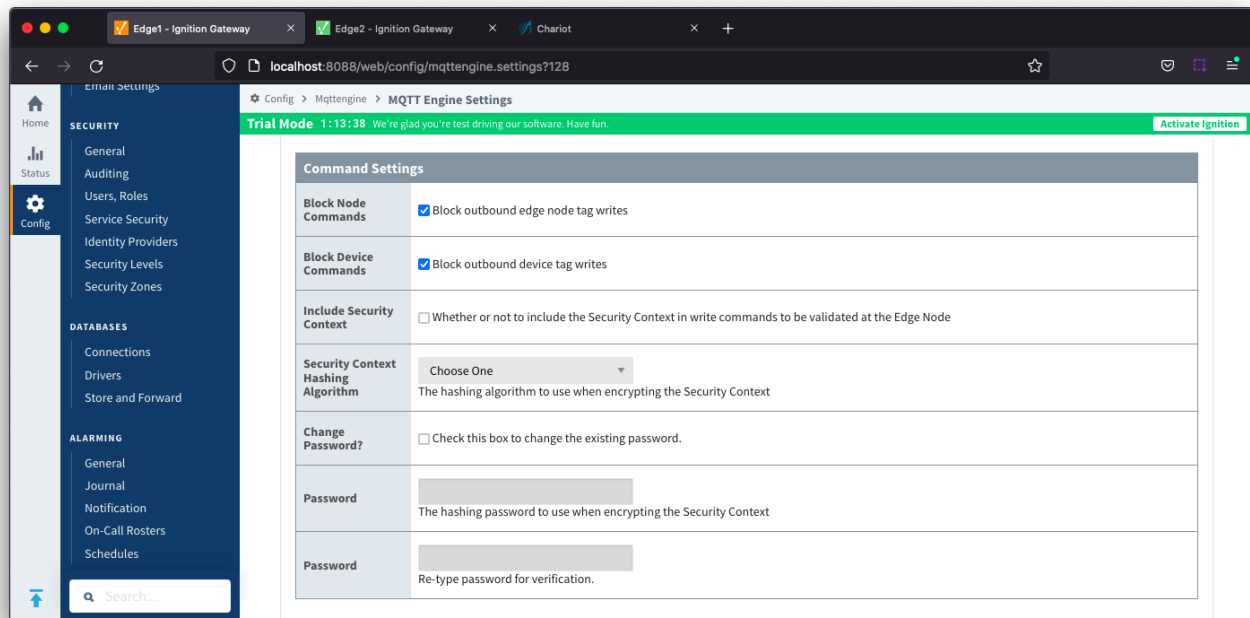 Edge1 - Ignition Gateway
Edge2 - Ignition Gateway
Chariot
localhost:8088/web/config/mqttengine.settings?128
Home
Status
Config
Email Settings
SECURITY
General
Auditing
Users, Roles
Service Security
Identity Providers
Security Levels
Security Zones
DATABASES
Connections
Drivers
Store and Forward
ALARMING
General
Journal
Notification
On-Call Rosters
Schedules
Search...
Config > Mqttengine > MQTT Engine Settings
Trial Mode 1:13:38 We're glad you're test driving our software. Have fun.
Activate Ignition
Command Settings
Block Node
Commands
Block outbound edge node tag writes
Block Device
Commands
Block outbound device tag writes
Include Security
Context
Whether or not to include the Security Context in write commands to be validated at the Edge Node
Security Context
Hashing
Algorithm
Choose One
The hashing algorithm to use when encrypting the Security Context
Change
Password?
Check this box to change the existing password.
Password
The hashing password to use when encrypting the Security Context
Password
Re-type password for verification.